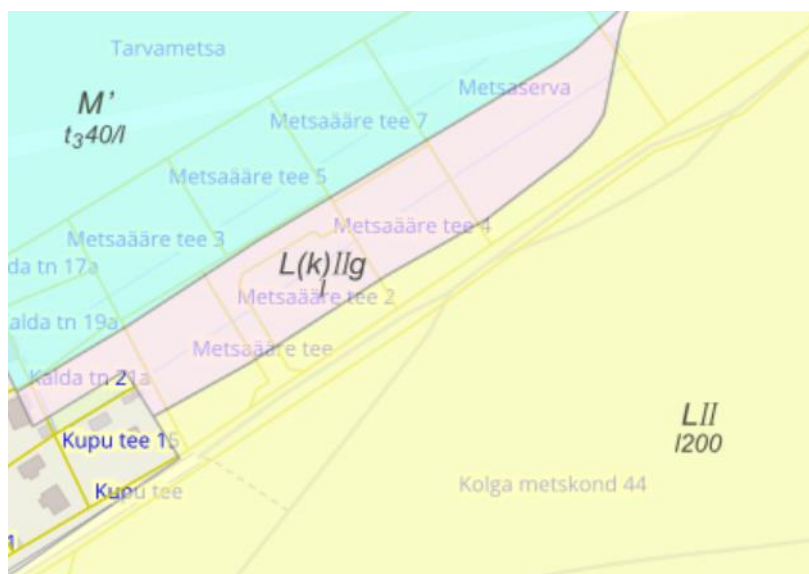 Tarvametsa
M'
t₃40/l
Metsaserva
Metsaääre tee 7
Metsaääre tee 5
Metsaääre tee 4
Metsaääre tee 3
da tn 17a
L(k)IIg
l
Metsaääre tee 2
alda tn 19a
Metsaääre tee
Kalda tn 21a
LII
l200
Kupu tee 15
Kolga metskond 44
Kupu tee